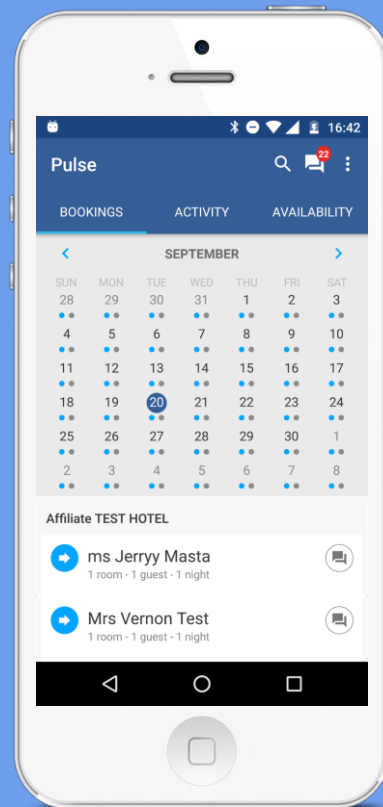 16:42
Pulse
22
BOOKINGS ACTIVITY AVAILABILITY
SEPTEMBER
SUN MON TUE WED THU FRI SAT
28 29 30 31 1 2 3
4 5 6 7 8 9 10
11 12 13 14 15 16 17
18 19 20 21 22 23 24
25 26 27 28 29 30 1
2 3 4 5 6 7 8
Affiliate TEST HOTEL
ms Jerryy Masta
1 room - 1 guest - 1 night
Mrs Vernon Test
1 room - 1 guest - 1 night